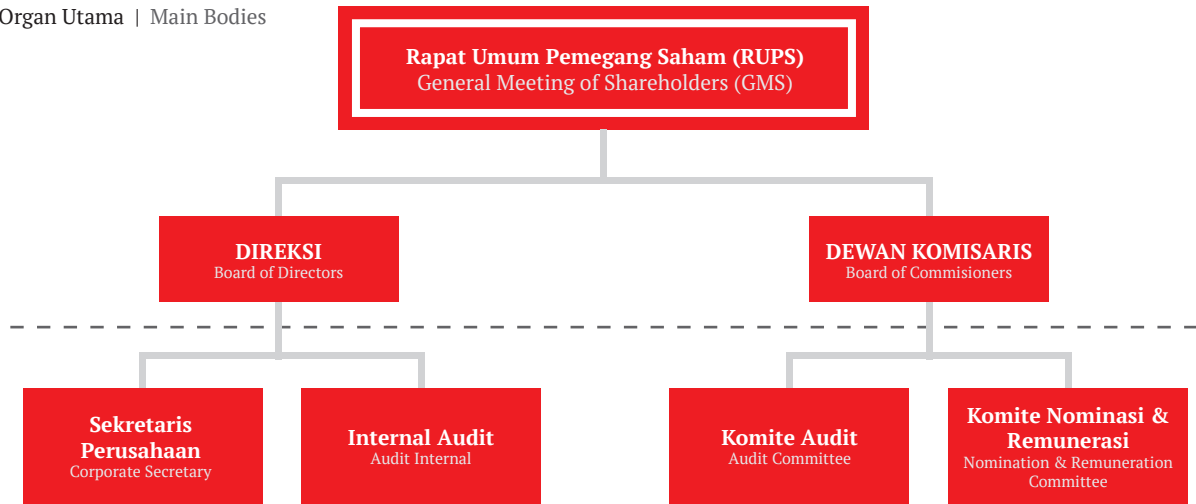 Organ Utama | Main Bodies
Rapat Umum Pemegang Saham (RUPS)
General Meeting of Shareholders (GMS)
DIREKSI
Board of Directors
DEWAN KOMISARIS
Board of Commisioners
Sekretaris
Perusahaan
Corporate Secretary
Internal Audit
Audit Internal
Komite Audit
Audit Committee
Komite Nominasi &
Remunerasi
Nomination & Remuneration
Committee